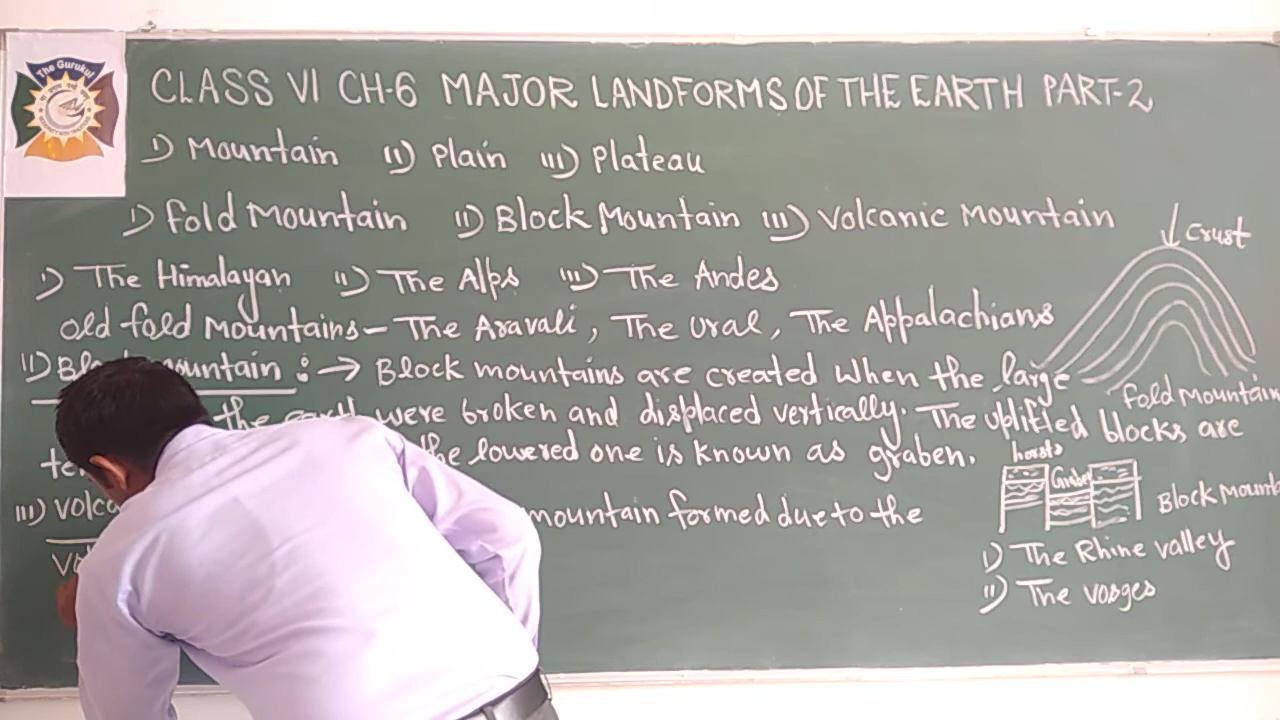 The Gurukul
CLASS VI CH-6 MAJOR LANDFORMS OF THE EARTH PART-2
I) Mountain II) Plain III) Plateau
I) Fold Mountain II) Block Mountain III) Volcanic Mountain
Crust
I) The Himalayan II) The Alps III) The Andes
Old fold Mountains – The Aravali, The Ural, The Appalachians
II) Block mountain :→ Block mountains are created when the large
Fold Mountain
the earth were broken and displaced vertically. The uplifted blocks are
the lowered one is known as graben.
horsts
Graben
Block Mounta
III) Volca mountain formed due to the
I) The Rhine valley
II) The Vosges